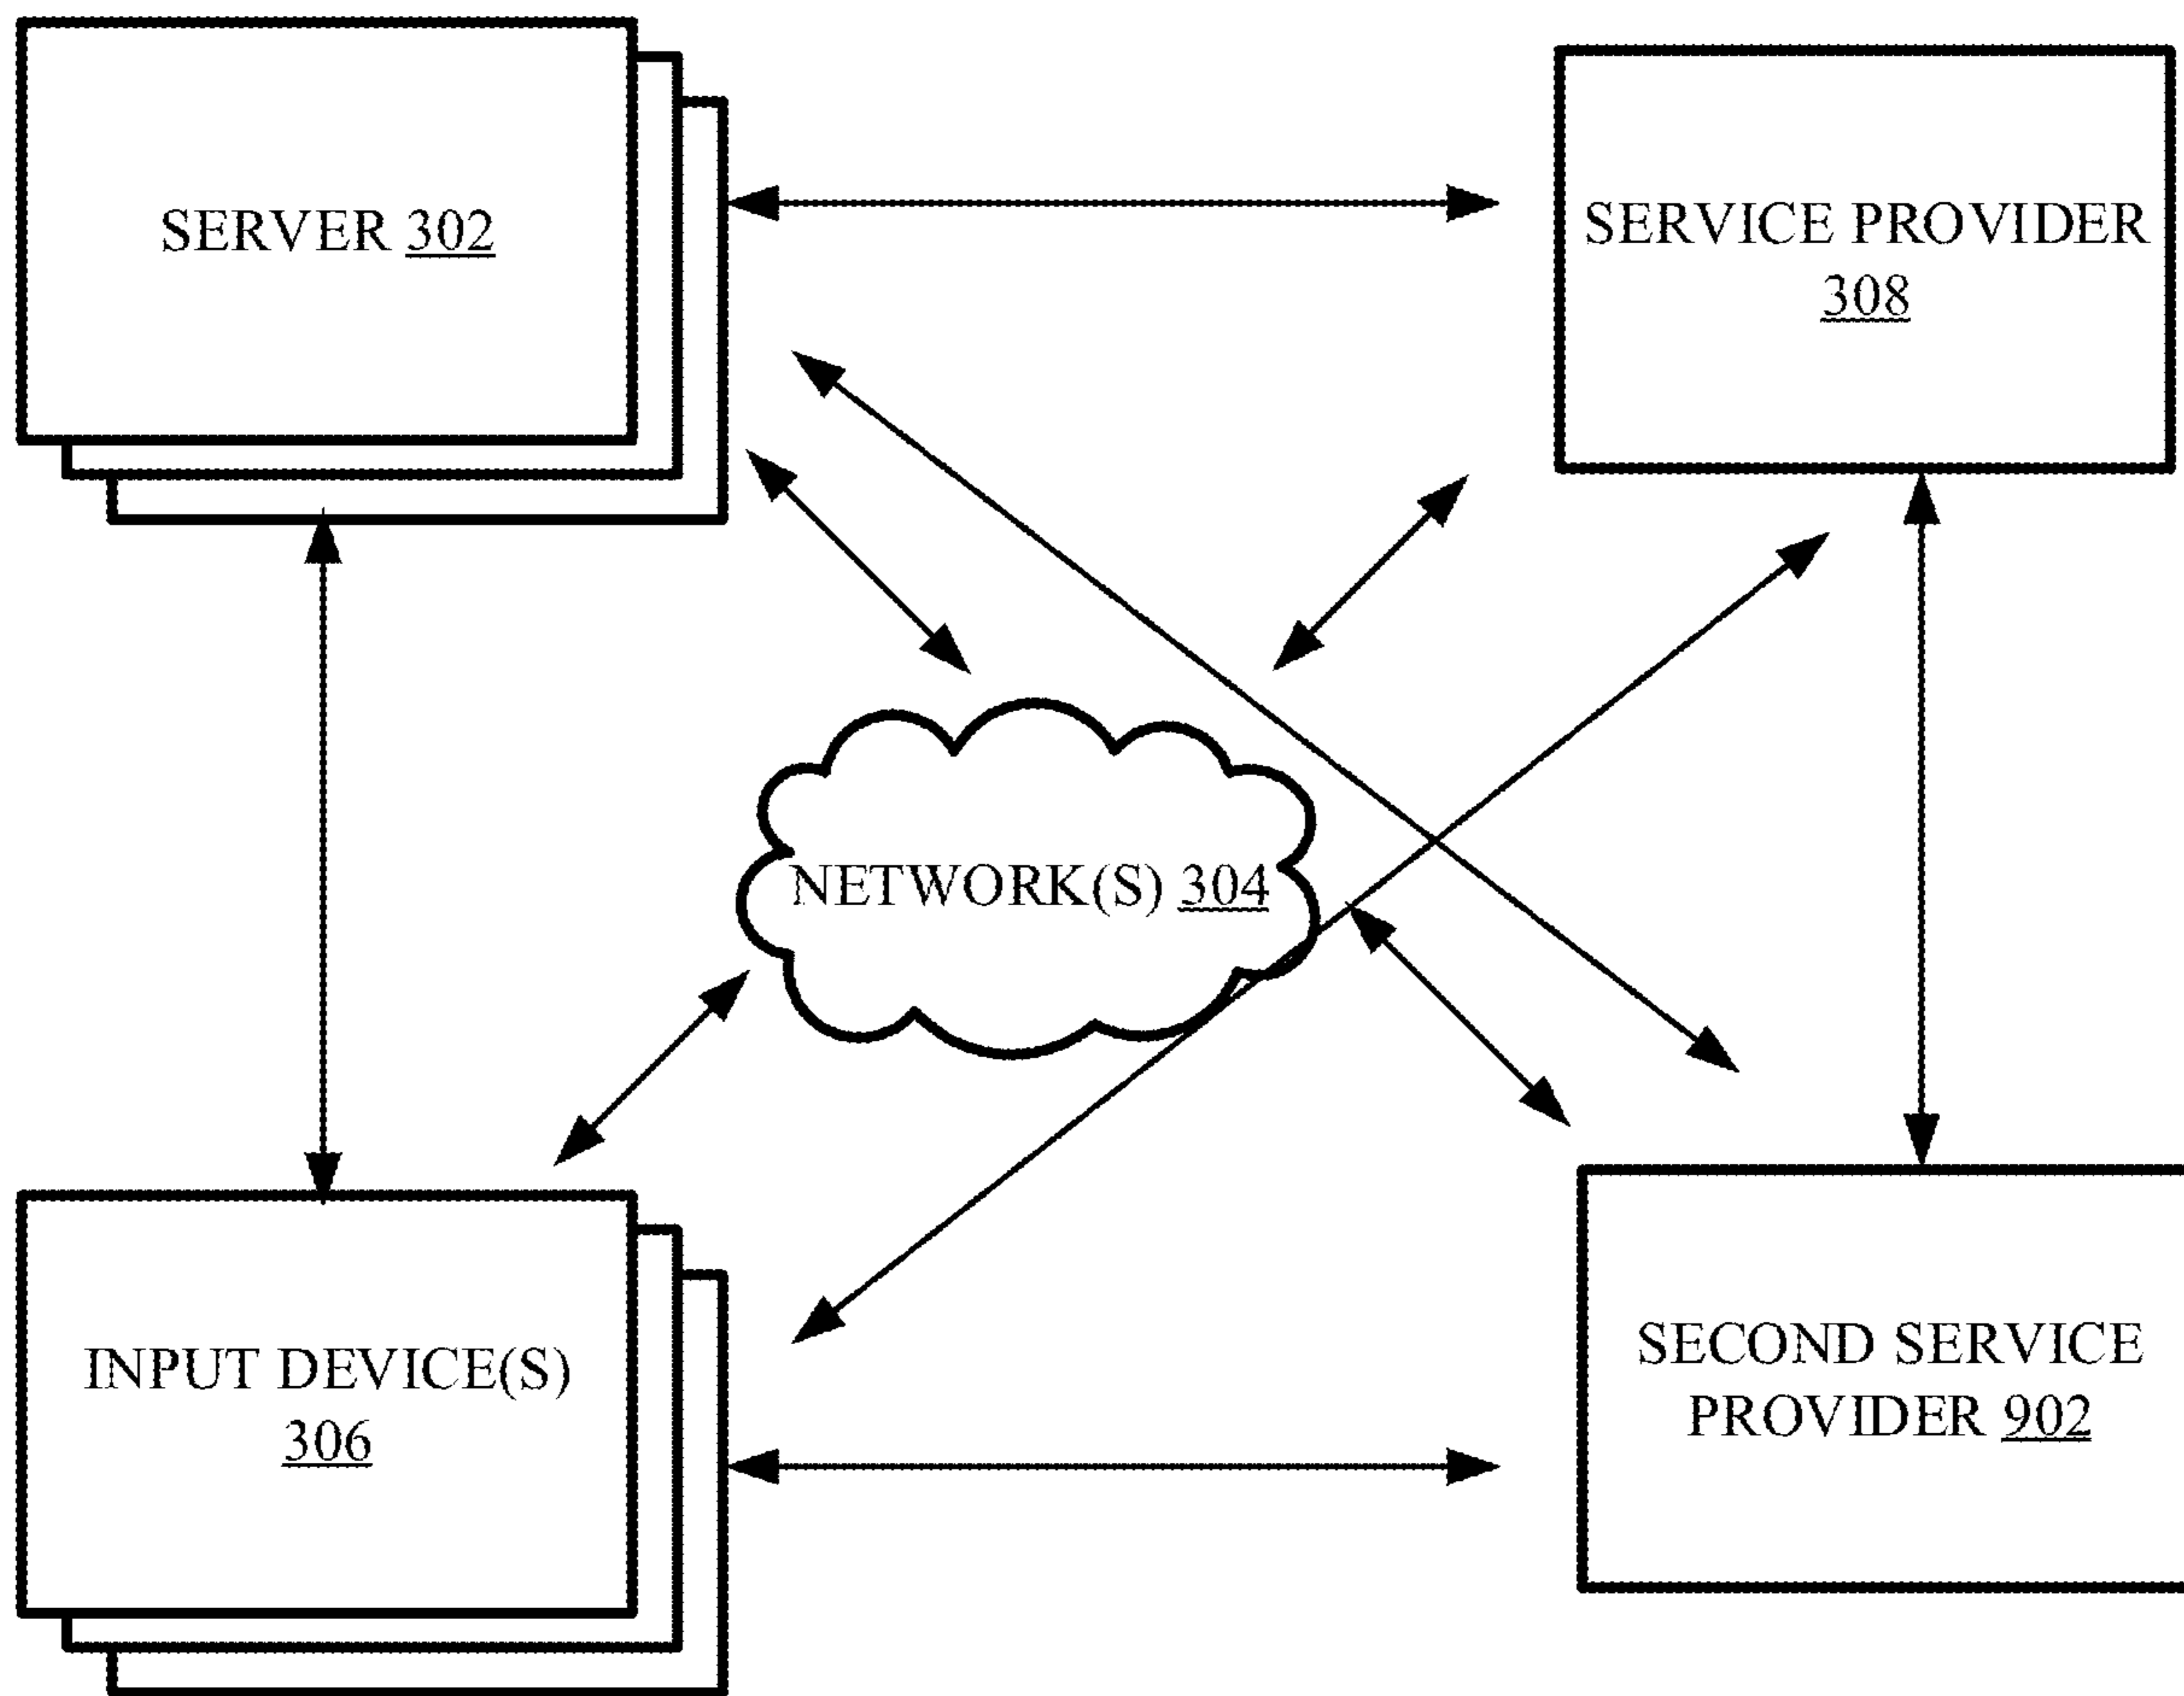 SERVER 302
SERVICE PROVIDER
308
NETWORK(S) 304
INPUT DEVICE(S)
306
SECOND SERVICE
PROVIDER 902